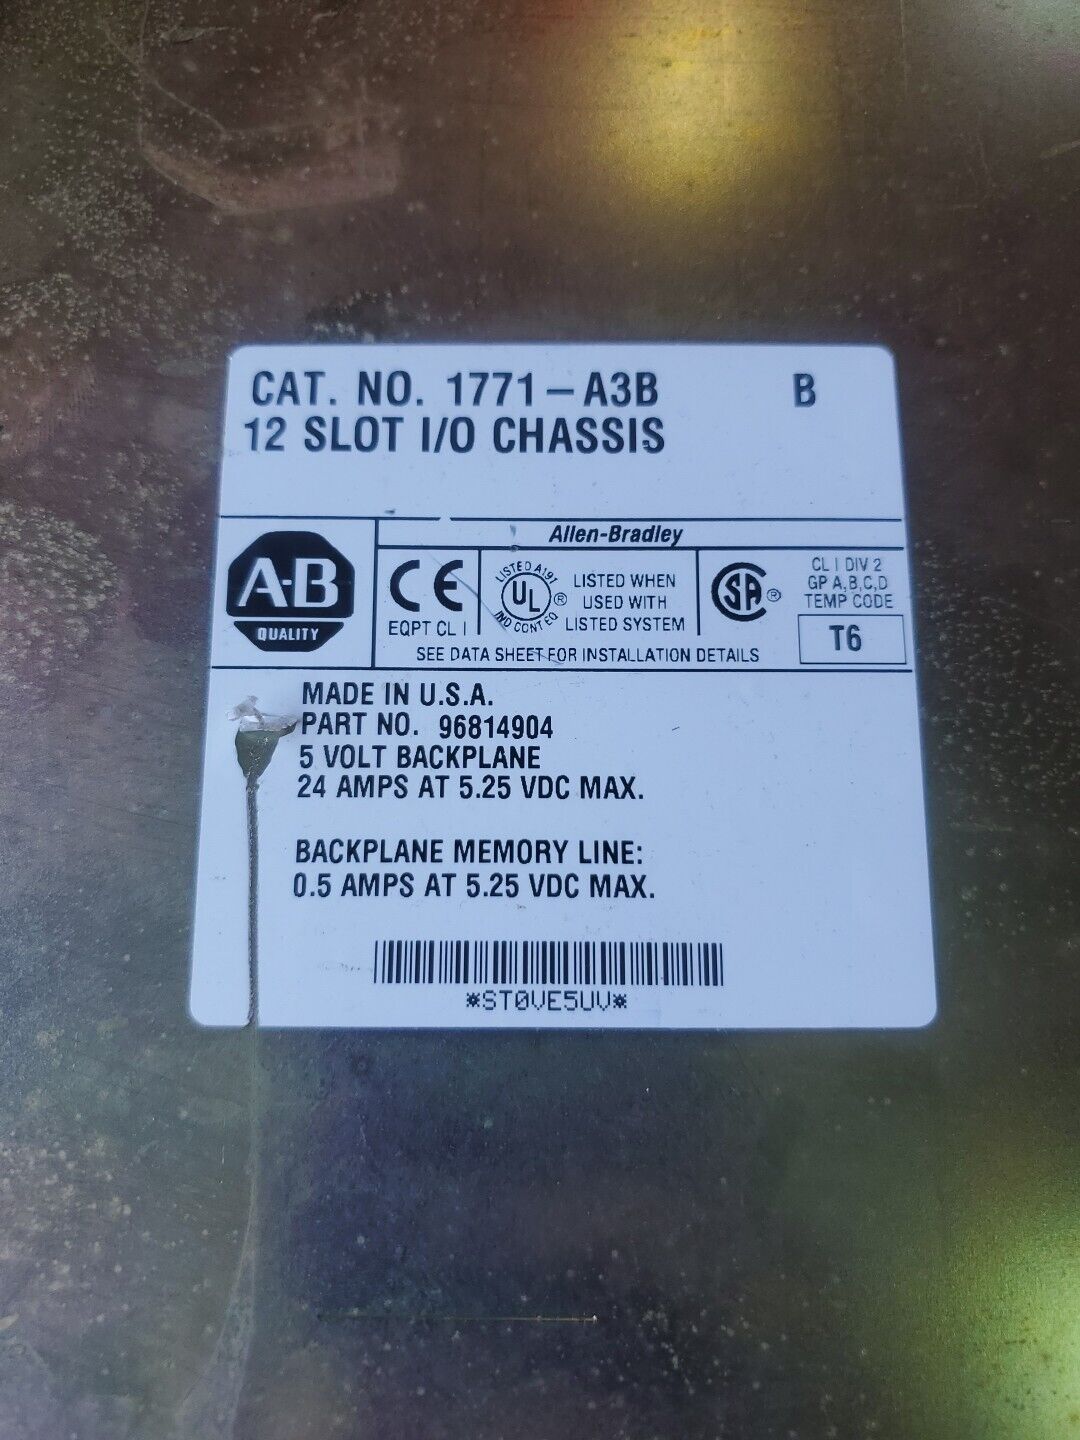 CAT. NO. 1771-A3B B
12 SLOT I/O CHASSIS
Allen-Bradley
A-B
QUALITY
CE
EQPT CL I
LISTED A191
UL ®
IND CONT EQ
LISTED WHEN
USED WITH
LISTED SYSTEM
SA ®
CL I DIV 2
GP A,B,C,D
TEMP CODE
T6
SEE DATA SHEET FOR INSTALLATION DETAILS
MADE IN U.S.A.
PART NO. 96814904
5 VOLT BACKPLANE
24 AMPS AT 5.25 VDC MAX.
BACKPLANE MEMORY LINE:
0.5 AMPS AT 5.25 VDC MAX.
*ST0VE5UV*